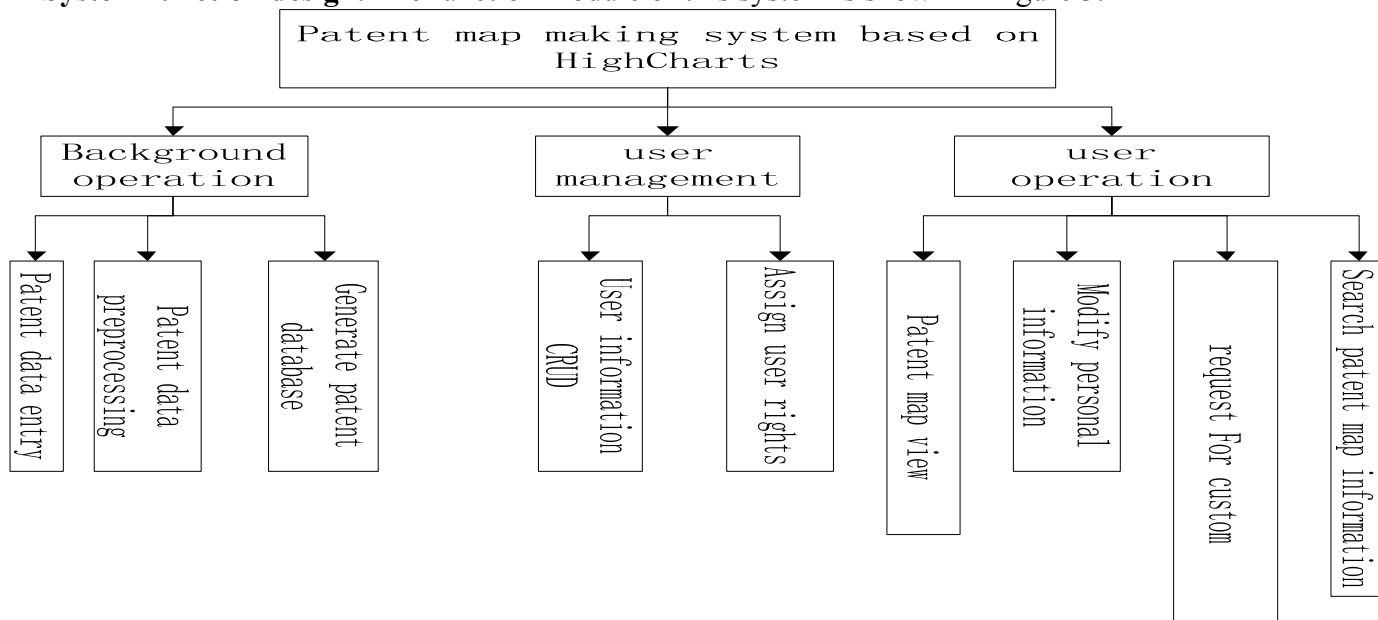 Patent map making system based on
HighCharts
Background
operation
user
management
user
operation
Patent data entry
Patent data
preprocessing
Generate patent
database
User information
CRUD
Assign user rights
Patent map view
Modify personal
information
request For custom
Search patent map information